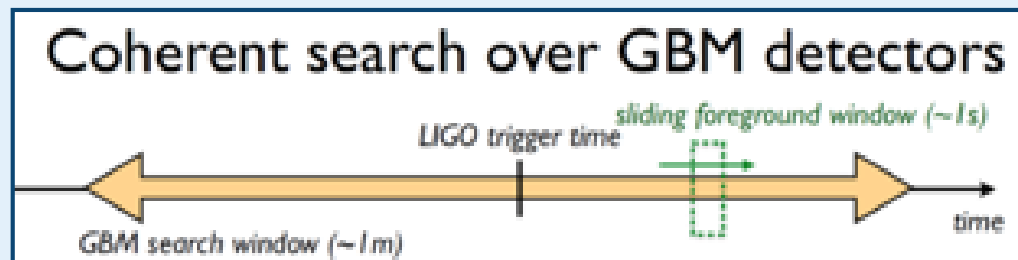 Coherent search over GBM detectors
sliding foreground window (~1s)
LIGO trigger time
GBM search window (~1m)
time